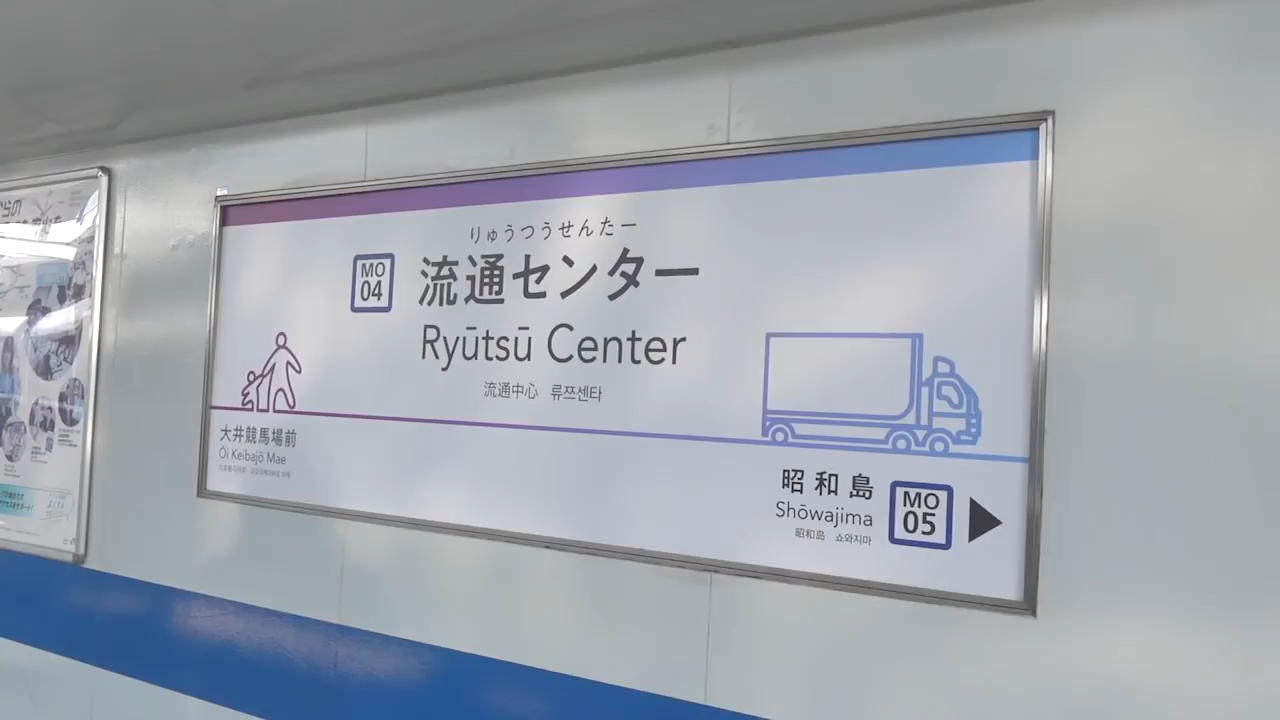 りゅうつうせんたー
MO
04
流通センター
Ryūtsū Center
流通中心 류쯔센타
大井競馬場前
Ōi Keibajō Mae
昭和島
Shōwajima
昭和岛 쇼와지마
MO
05